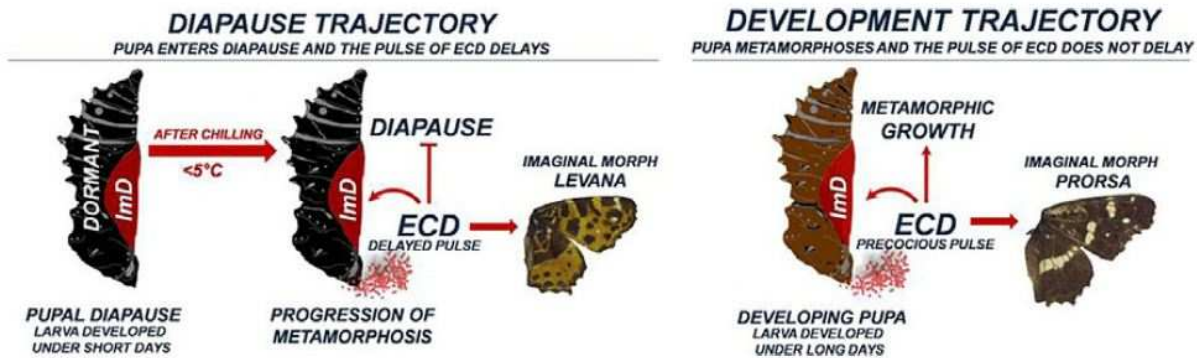 DIAPAUSE TRAJECTORY
PUPA ENTERS DIAPAUSE AND THE PULSE OF ECD DELAYS
DORMANT
ImD
AFTER CHILLING
<5°C
ImD
DIAPAUSE
ECD
DELAYED PULSE
IMAGINAL MORPH
LEVANA
PUPAL DIAPAUSE
LARVA DEVELOPED
UNDER SHORT DAYS
PROGRESSION OF
METAMORPHOSIS
DEVELOPMENT TRAJECTORY
PUPA METAMORPHOSES AND THE PULSE OF ECD DOES NOT DELAY
ImD
METAMORPHIC
GROWTH
ECD
PRECOCIOUS PULSE
IMAGINAL MORPH
PRORSA
DEVELOPING PUPA
LARVA DEVELOPED
UNDER LONG DAYS